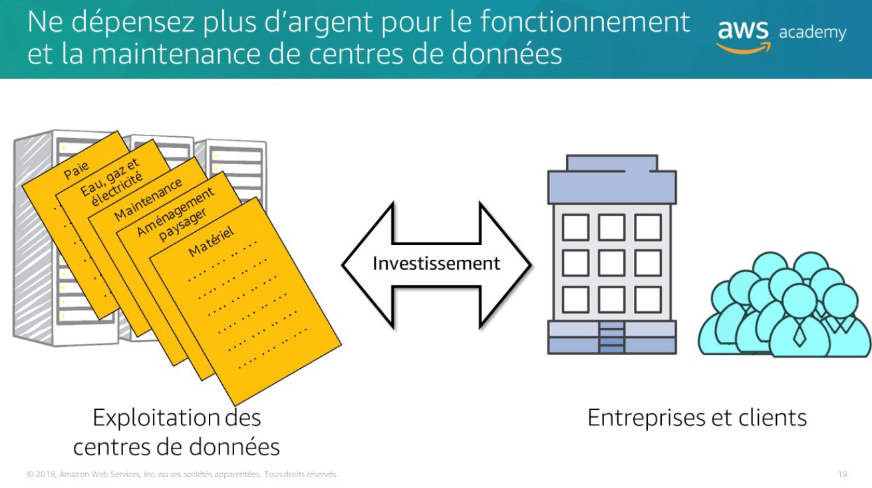 Ne dépensez plus d'argent pour le fonctionnement
et la maintenance de centres de données
aws academy
Paie
Eau, gaz et
électricité
Maintenance
Aménagement
paysager
Matériel
Investissement
Exploitation des
centres de données
Entreprises et clients
© 2019, Amazon Web Services, Inc. ou ses sociétés apparentées. Tous droits réservés.
19